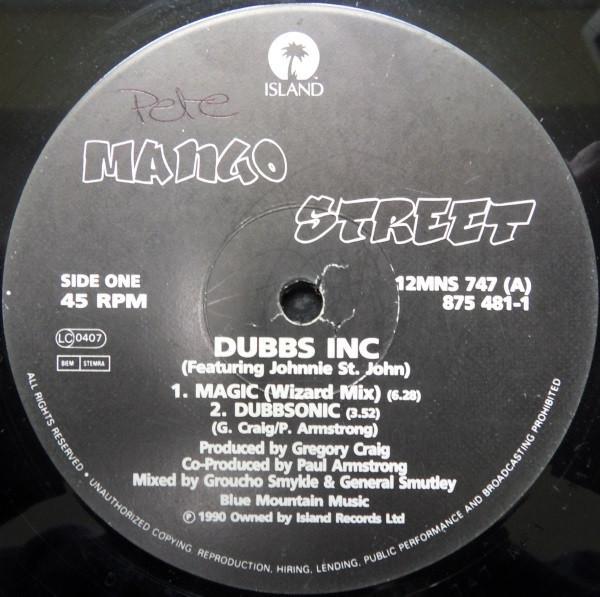 ISLAND
Pete
MANGO
STREET
SIDE ONE
45 RPM
12MNS 747 (A)
875 481-1
LC 0407
BIEM STEMRA
DUBBS INC
(Featuring Johnnie St. John)
1. MAGIC (Wizard Mix) (6.28)
2. DUBBSONIC (3.52)
(G. Craig/P. Armstrong)
Produced by Gregory Craig
Co-Produced by Paul Armstrong
Mixed by Groucho Smykle & General Smutley
Blue Mountain Music
℗ 1990 Owned by Island Records Ltd
ALL RIGHTS RESERVED • UNAUTHORIZED COPYING, REPRODUCTION, HIRING, LENDING, PUBLIC PERFORMANCE AND BROADCASTING PROHIBITED